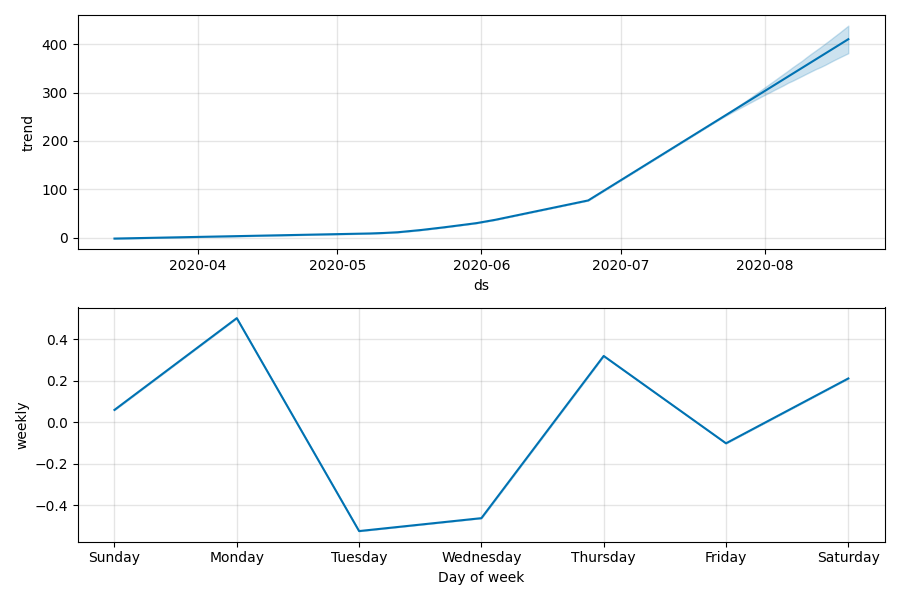 400
300
200
100
0
trend
2020-04 2020-05 2020-06 2020-07 2020-08
ds
0.4
0.2
0.0
−0.2
−0.4
weekly
Sunday Monday Tuesday Wednesday Thursday Friday Saturday
Day of week